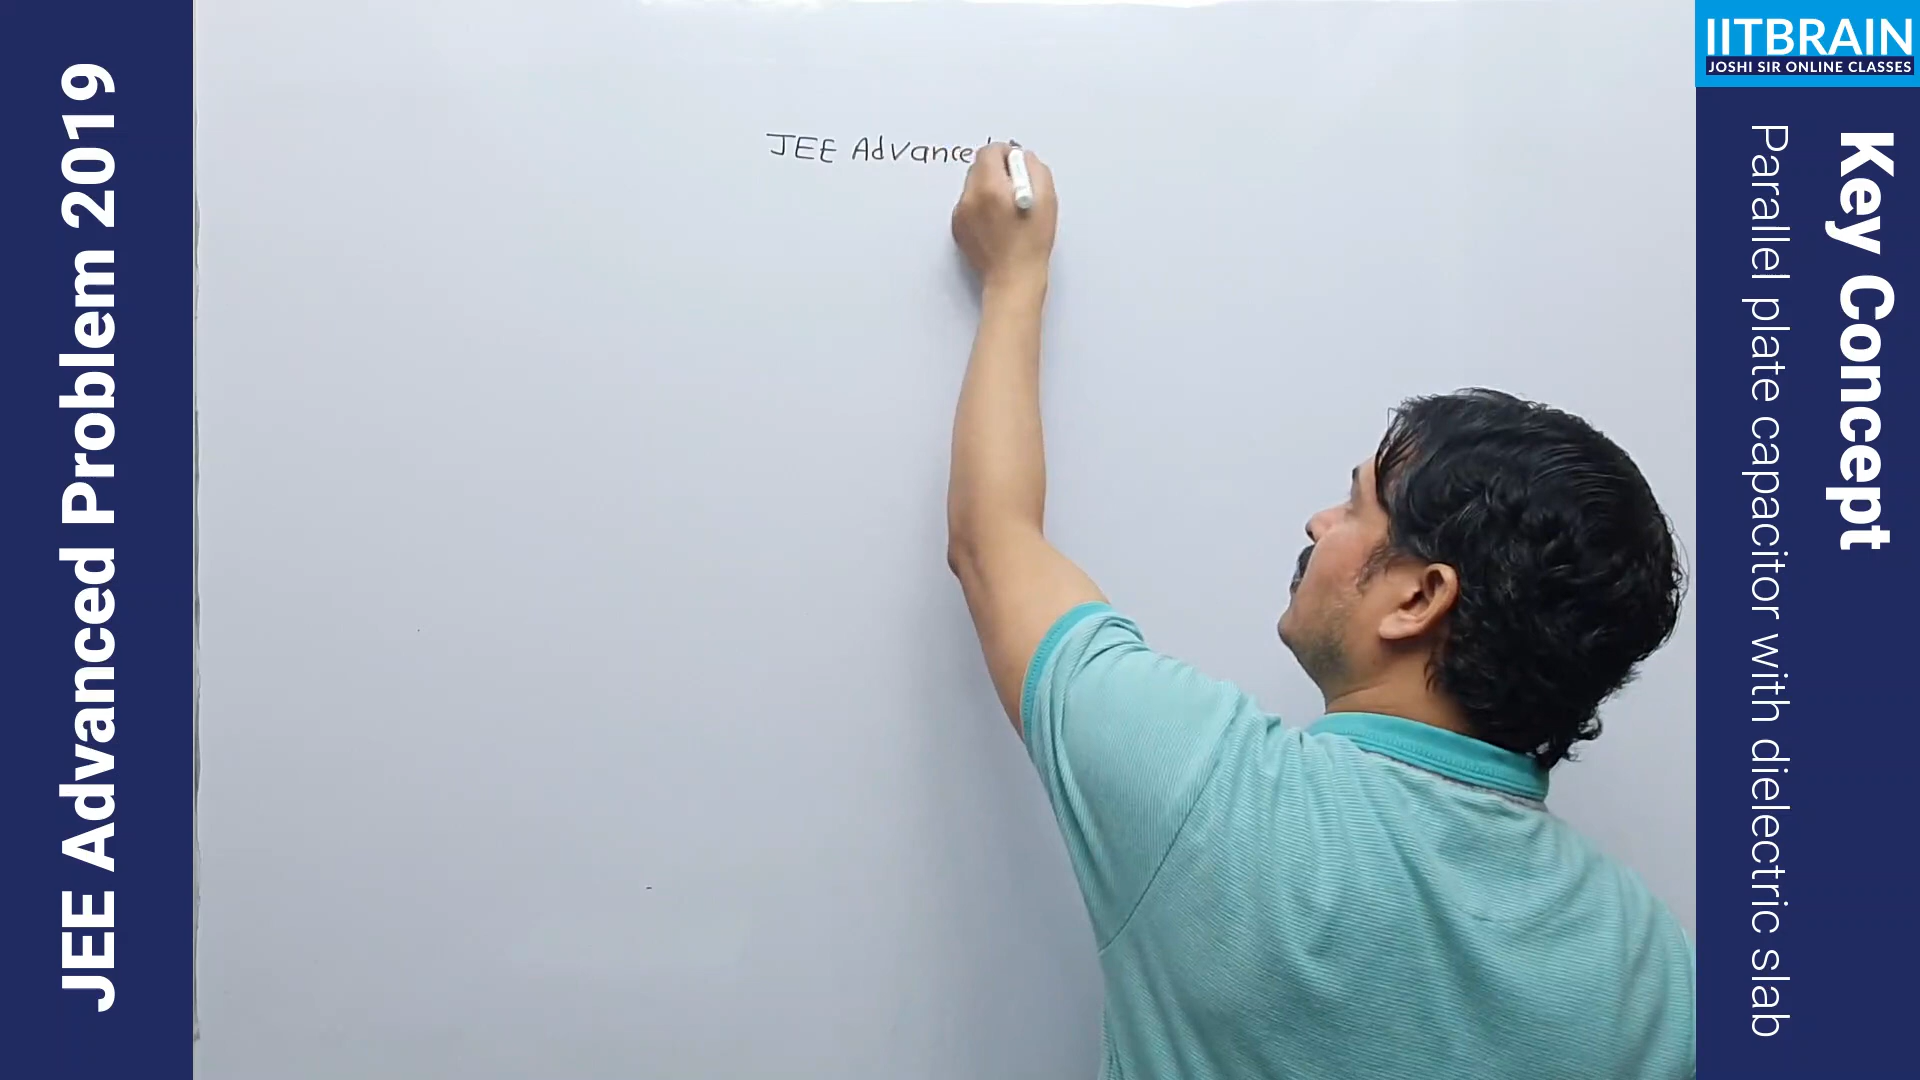 JEE Advanced Problem 2019
JEE Advanced
IITBRAIN
JOSHI SIR ONLINE CLASSES
Key Concept
Parallel plate capacitor with dielectric slab